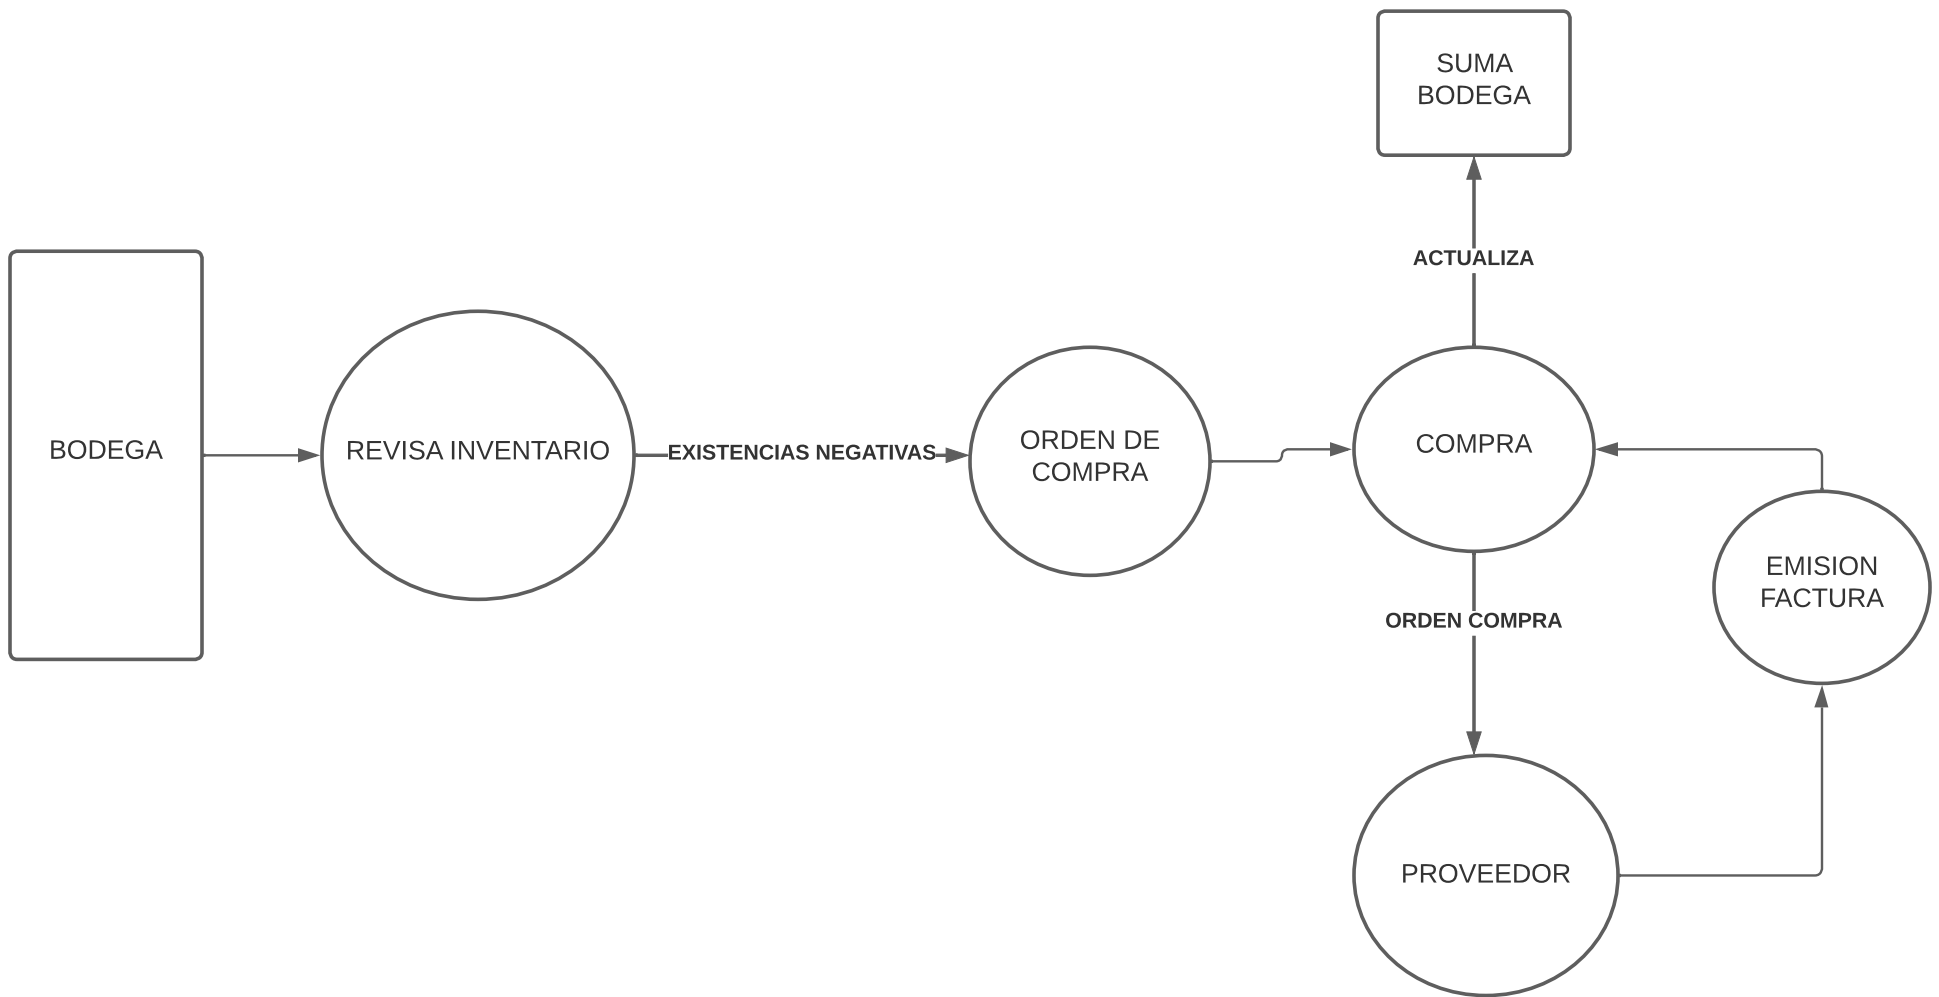 SUMA
BODEGA
ACTUALIZA
BODEGA
REVISA INVENTARIO
EXISTENCIAS NEGATIVAS
ORDEN DE
COMPRA
COMPRA
EMISION
FACTURA
ORDEN COMPRA
PROVEEDOR